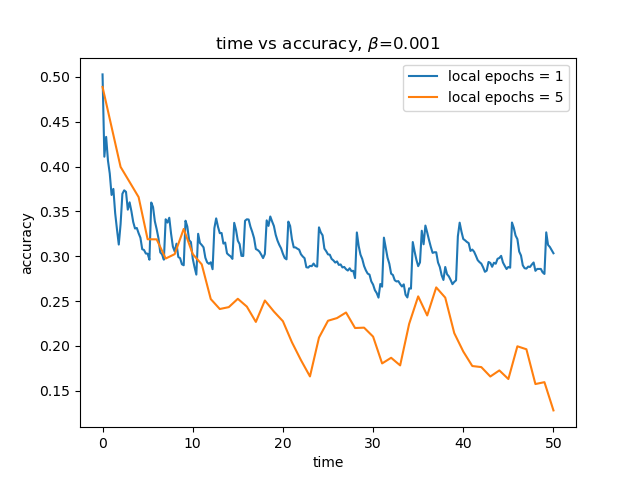 time vs accuracy, β=0.001
local epochs = 1
local epochs = 5
accuracy
0.50
0.45
0.40
0.35
0.30
0.25
0.20
0.15
0 10 20 30 40 50
time